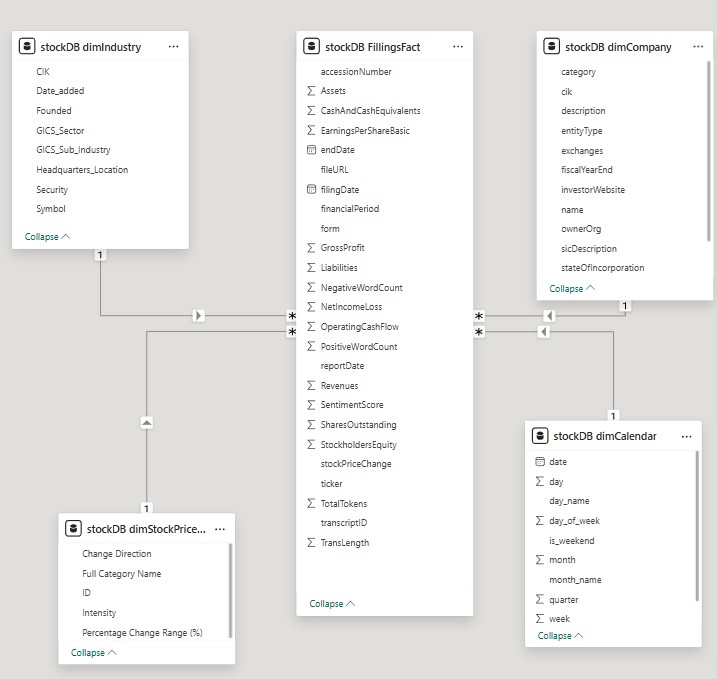 stockDB dimIndustry
CIK
Date_added
Founded
GICS_Sector
GICS_Sub_Industry
Headquarters_Location
Security
Symbol
Collapse
1
stockDB FillingsFact
accessionNumber
Assets
CashAndCashEquivalents
EarningsPerShareBasic
endDate
fileURL
filingDate
financialPeriod
form
GrossProfit
Liabilities
NegativeWordCount
NetIncomeLoss
OperatingCashFlow
PositiveWordCount
reportDate
Revenues
SentimentScore
SharesOutstanding
StockholdersEquity
stockPriceChange
ticker
TotalTokens
transcriptID
TransLength
Collapse
*
*
*
*
stockDB dimCompany
category
cik
description
entityType
exchanges
fiscalYearEnd
investorWebsite
name
ownerOrg
sicDescription
stateOfIncorporation
Collapse
1
1
stockDB dimStockPrice...
Change Direction
Full Category Name
ID
Intensity
Percentage Change Range (%)
Collapse
1
stockDB dimCalendar
date
day
day_name
day_of_week
is_weekend
month
month_name
quarter
week
Collapse